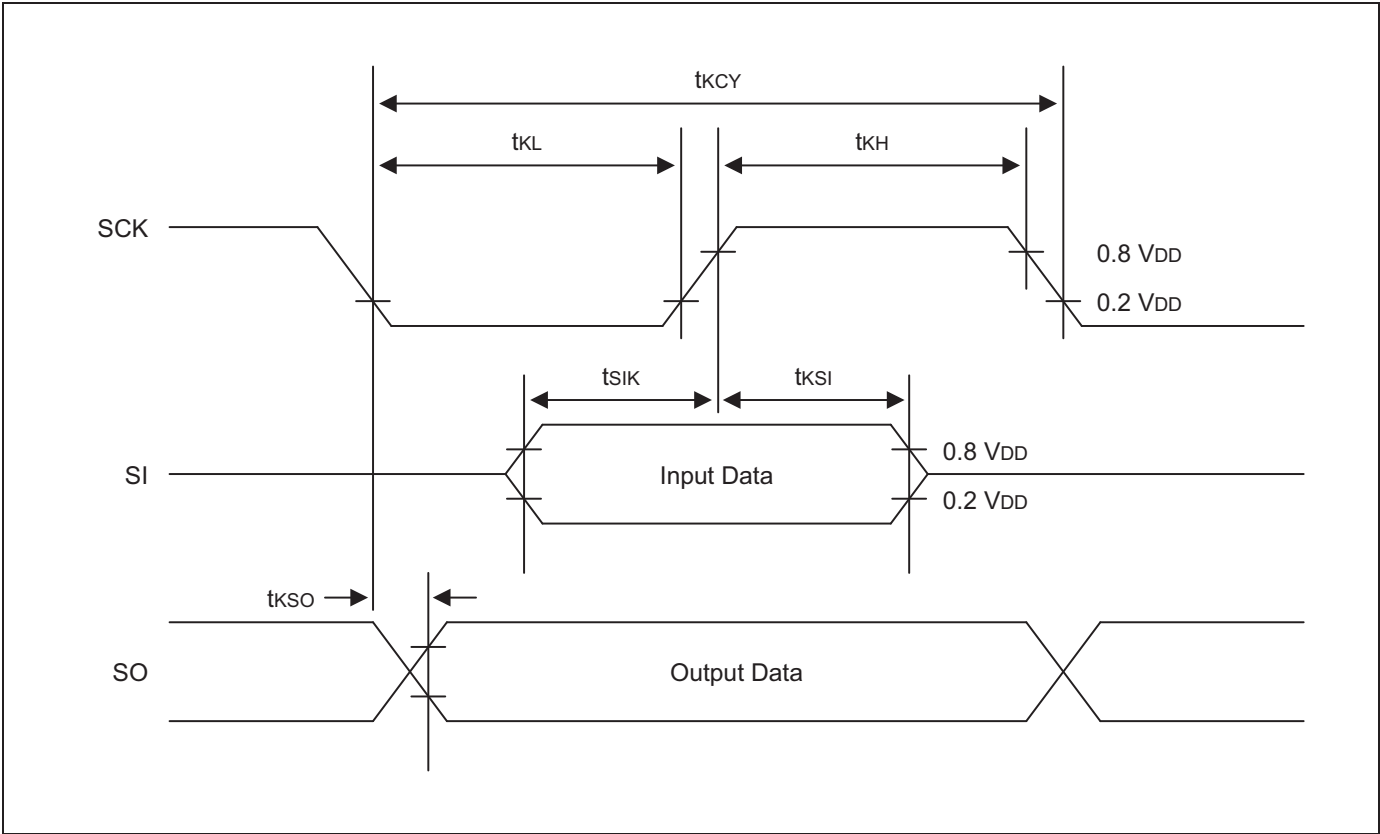 tKCY
tKL
tKH
SCK
0.8 VDD
0.2 VDD
tSIK
tKSI
SI
Input Data
0.8 VDD
0.2 VDD
tKSO
SO
Output Data